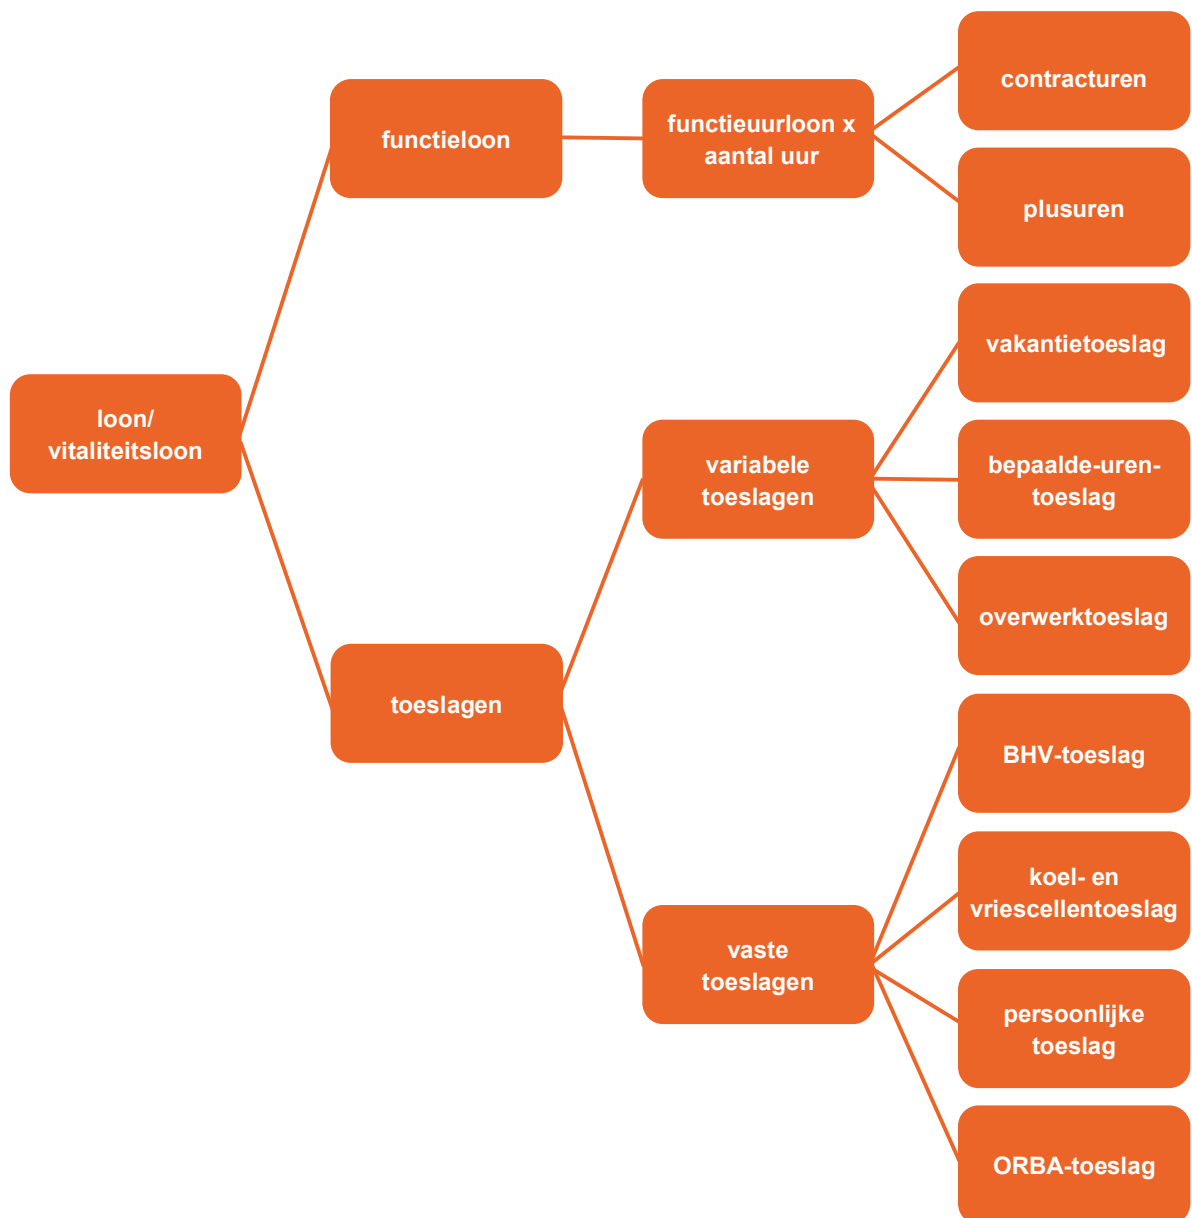 contracturen
functieloon
functieuurloon x
aantal uur
plusuren
vakantietoeslag
loon/
vitaliteitsloon
variabele
toeslagen
bepaalde-uren-
toeslag
overwerktoeslag
toeslagen
BHV-toeslag
koel- en
vriescellentoeslag
vaste
toeslagen
persoonlijke
toeslag
ORBA-toeslag